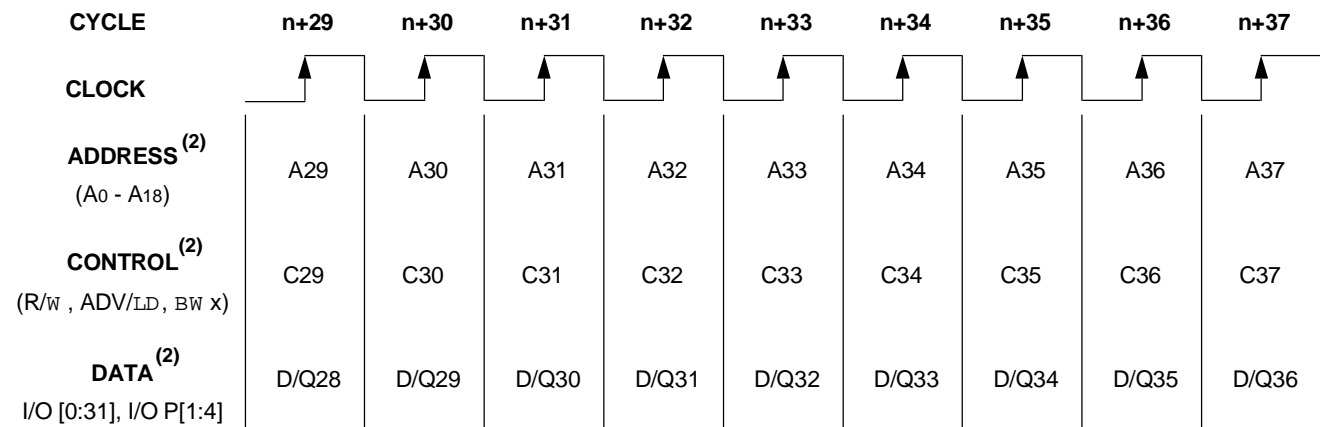 CYCLE n+29 n+30 n+31 n+32 n+33 n+34 n+35 n+36 n+37
CLOCK
ADDRESS(2) A29 A30 A31 A32 A33 A34 A35 A36 A37
(A0 - A18)
CONTROL(2) C29 C30 C31 C32 C33 C34 C35 C36 C37
(R/W , ADV/LD, BW x)
DATA(2) D/Q28 D/Q29 D/Q30 D/Q31 D/Q32 D/Q33 D/Q34 D/Q35 D/Q36
I/O [0:31], I/O P[1:4]